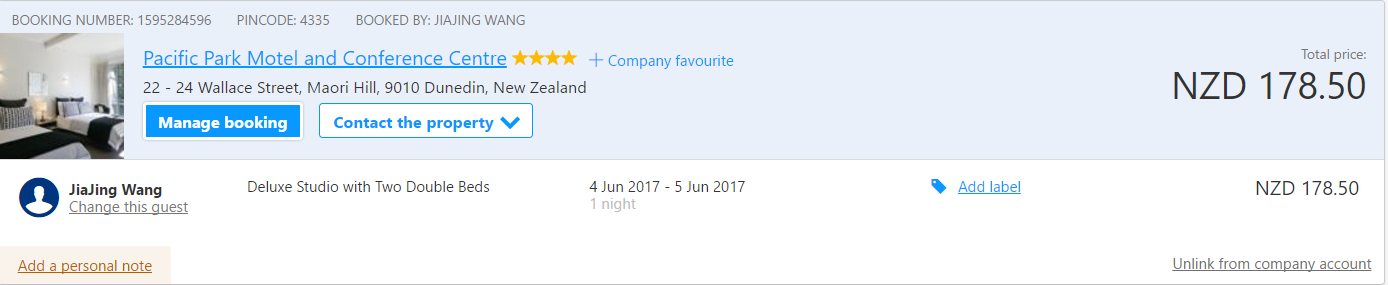 BOOKING NUMBER: 1595284596 PINCODE: 4335 BOOKED BY: JIAJING WANG
Pacific Park Motel and Conference Centre + Company favourite
Total price:
22 - 24 Wallace Street, Maori Hill, 9010 Dunedin, New Zealand
NZD 178.50
Manage booking Contact the property
JiaJing Wang Deluxe Studio with Two Double Beds 4 Jun 2017 - 5 Jun 2017 Add label NZD 178.50
Change this guest 1 night
Add a personal note Unlink from company account